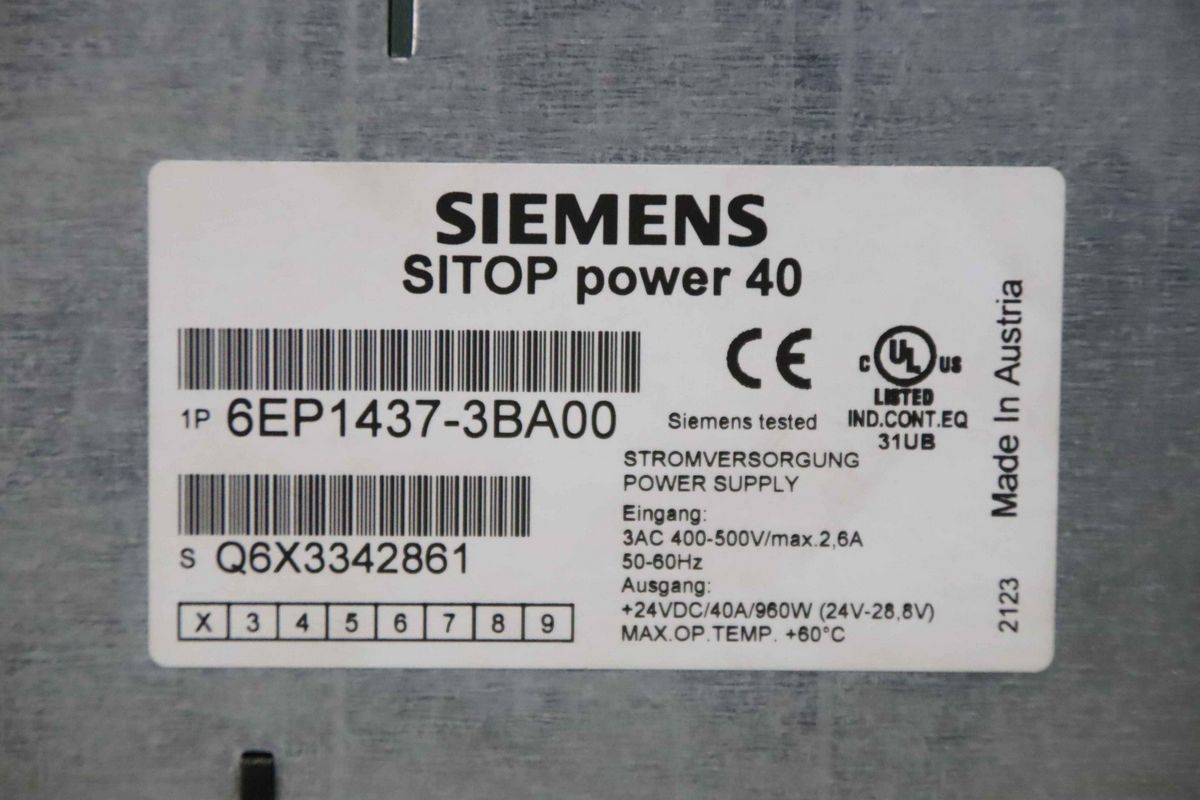 SIEMENS
SITOP power 40
1P 6EP1437-3BA00
S Q6X3342861
X 3 4 5 6 7 8 9
CE
Siemens tested
C UL US
LISTED
IND.CONT.EQ
31UB
STROMVERSORGUNG
POWER SUPPLY
Eingang:
3AC 400-500V/max.2,6A
50-60Hz
Ausgang:
+24VDC/40A/960W (24V-28,8V)
MAX.OP.TEMP. +60°C
Made In Austria
2123